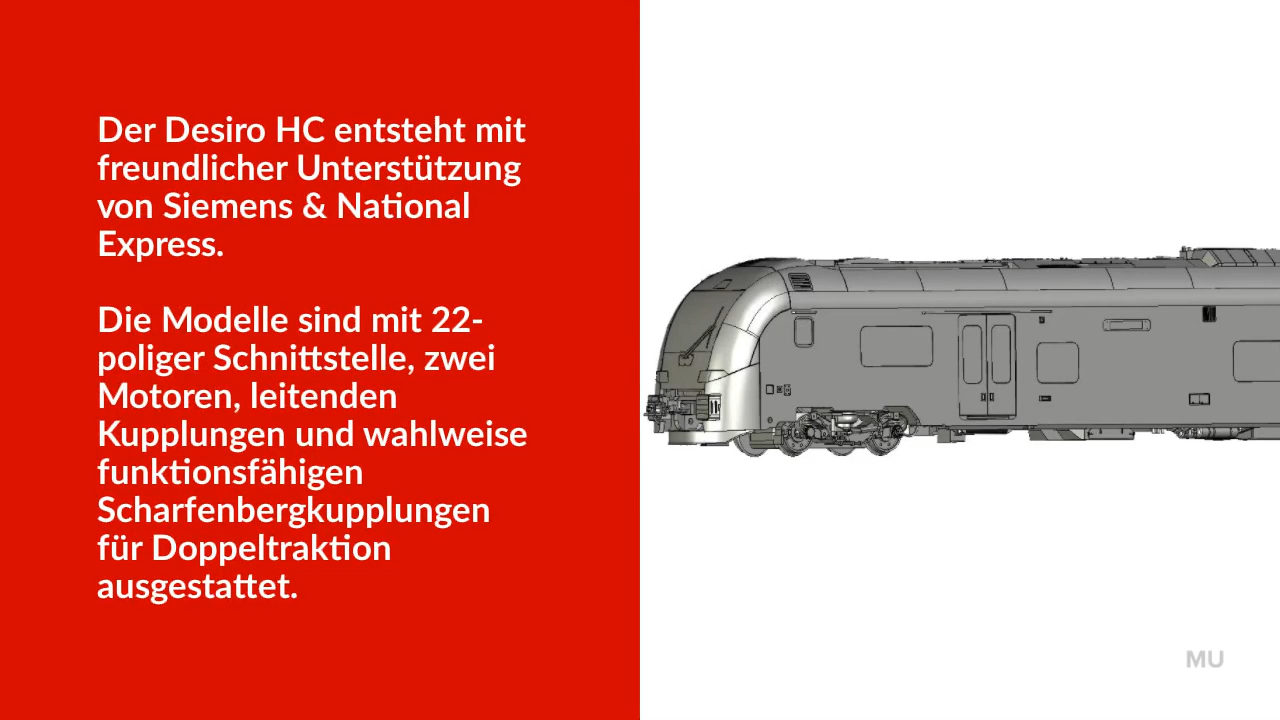 Der Desiro HC entsteht mit
freundlicher Unterstützung
von Siemens & National
Express.
Die Modelle sind mit 22-
poliger Schnittstelle, zwei
Motoren, leitenden
Kupplungen und wahlweise
funktionsfähigen
Scharfenbergkupplungen
für Doppeltraktion
ausgestattet.
MU